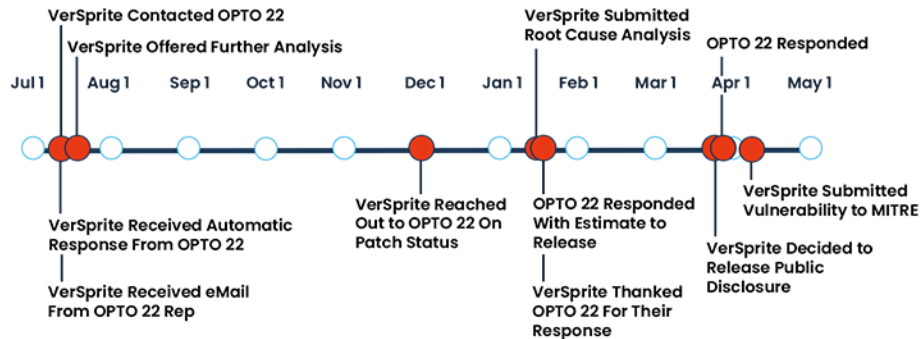 VerSprite Contacted OPTO 22
VerSprite Offered Further Analysis
VerSprite Submitted
Root Cause Analysis
OPTO 22 Responded
Jul 1
Aug 1
Sep 1
Oct 1
Nov 1
Dec 1
Jan 1
Feb 1
Mar 1
Apr 1
May 1
VerSprite Received Automatic
Response From OPTO 22
VerSprite Received eMail
From OPTO 22 Rep
VerSprite Reached
Out to OPTO 22 On
Patch Status
OPTO 22 Responded
With Estimate to
Release
VerSprite Thanked
OPTO 22 For Their
Response
VerSprite Submitted
Vulnerability to MITRE
VerSprite Decided to
Release Public
Disclosure